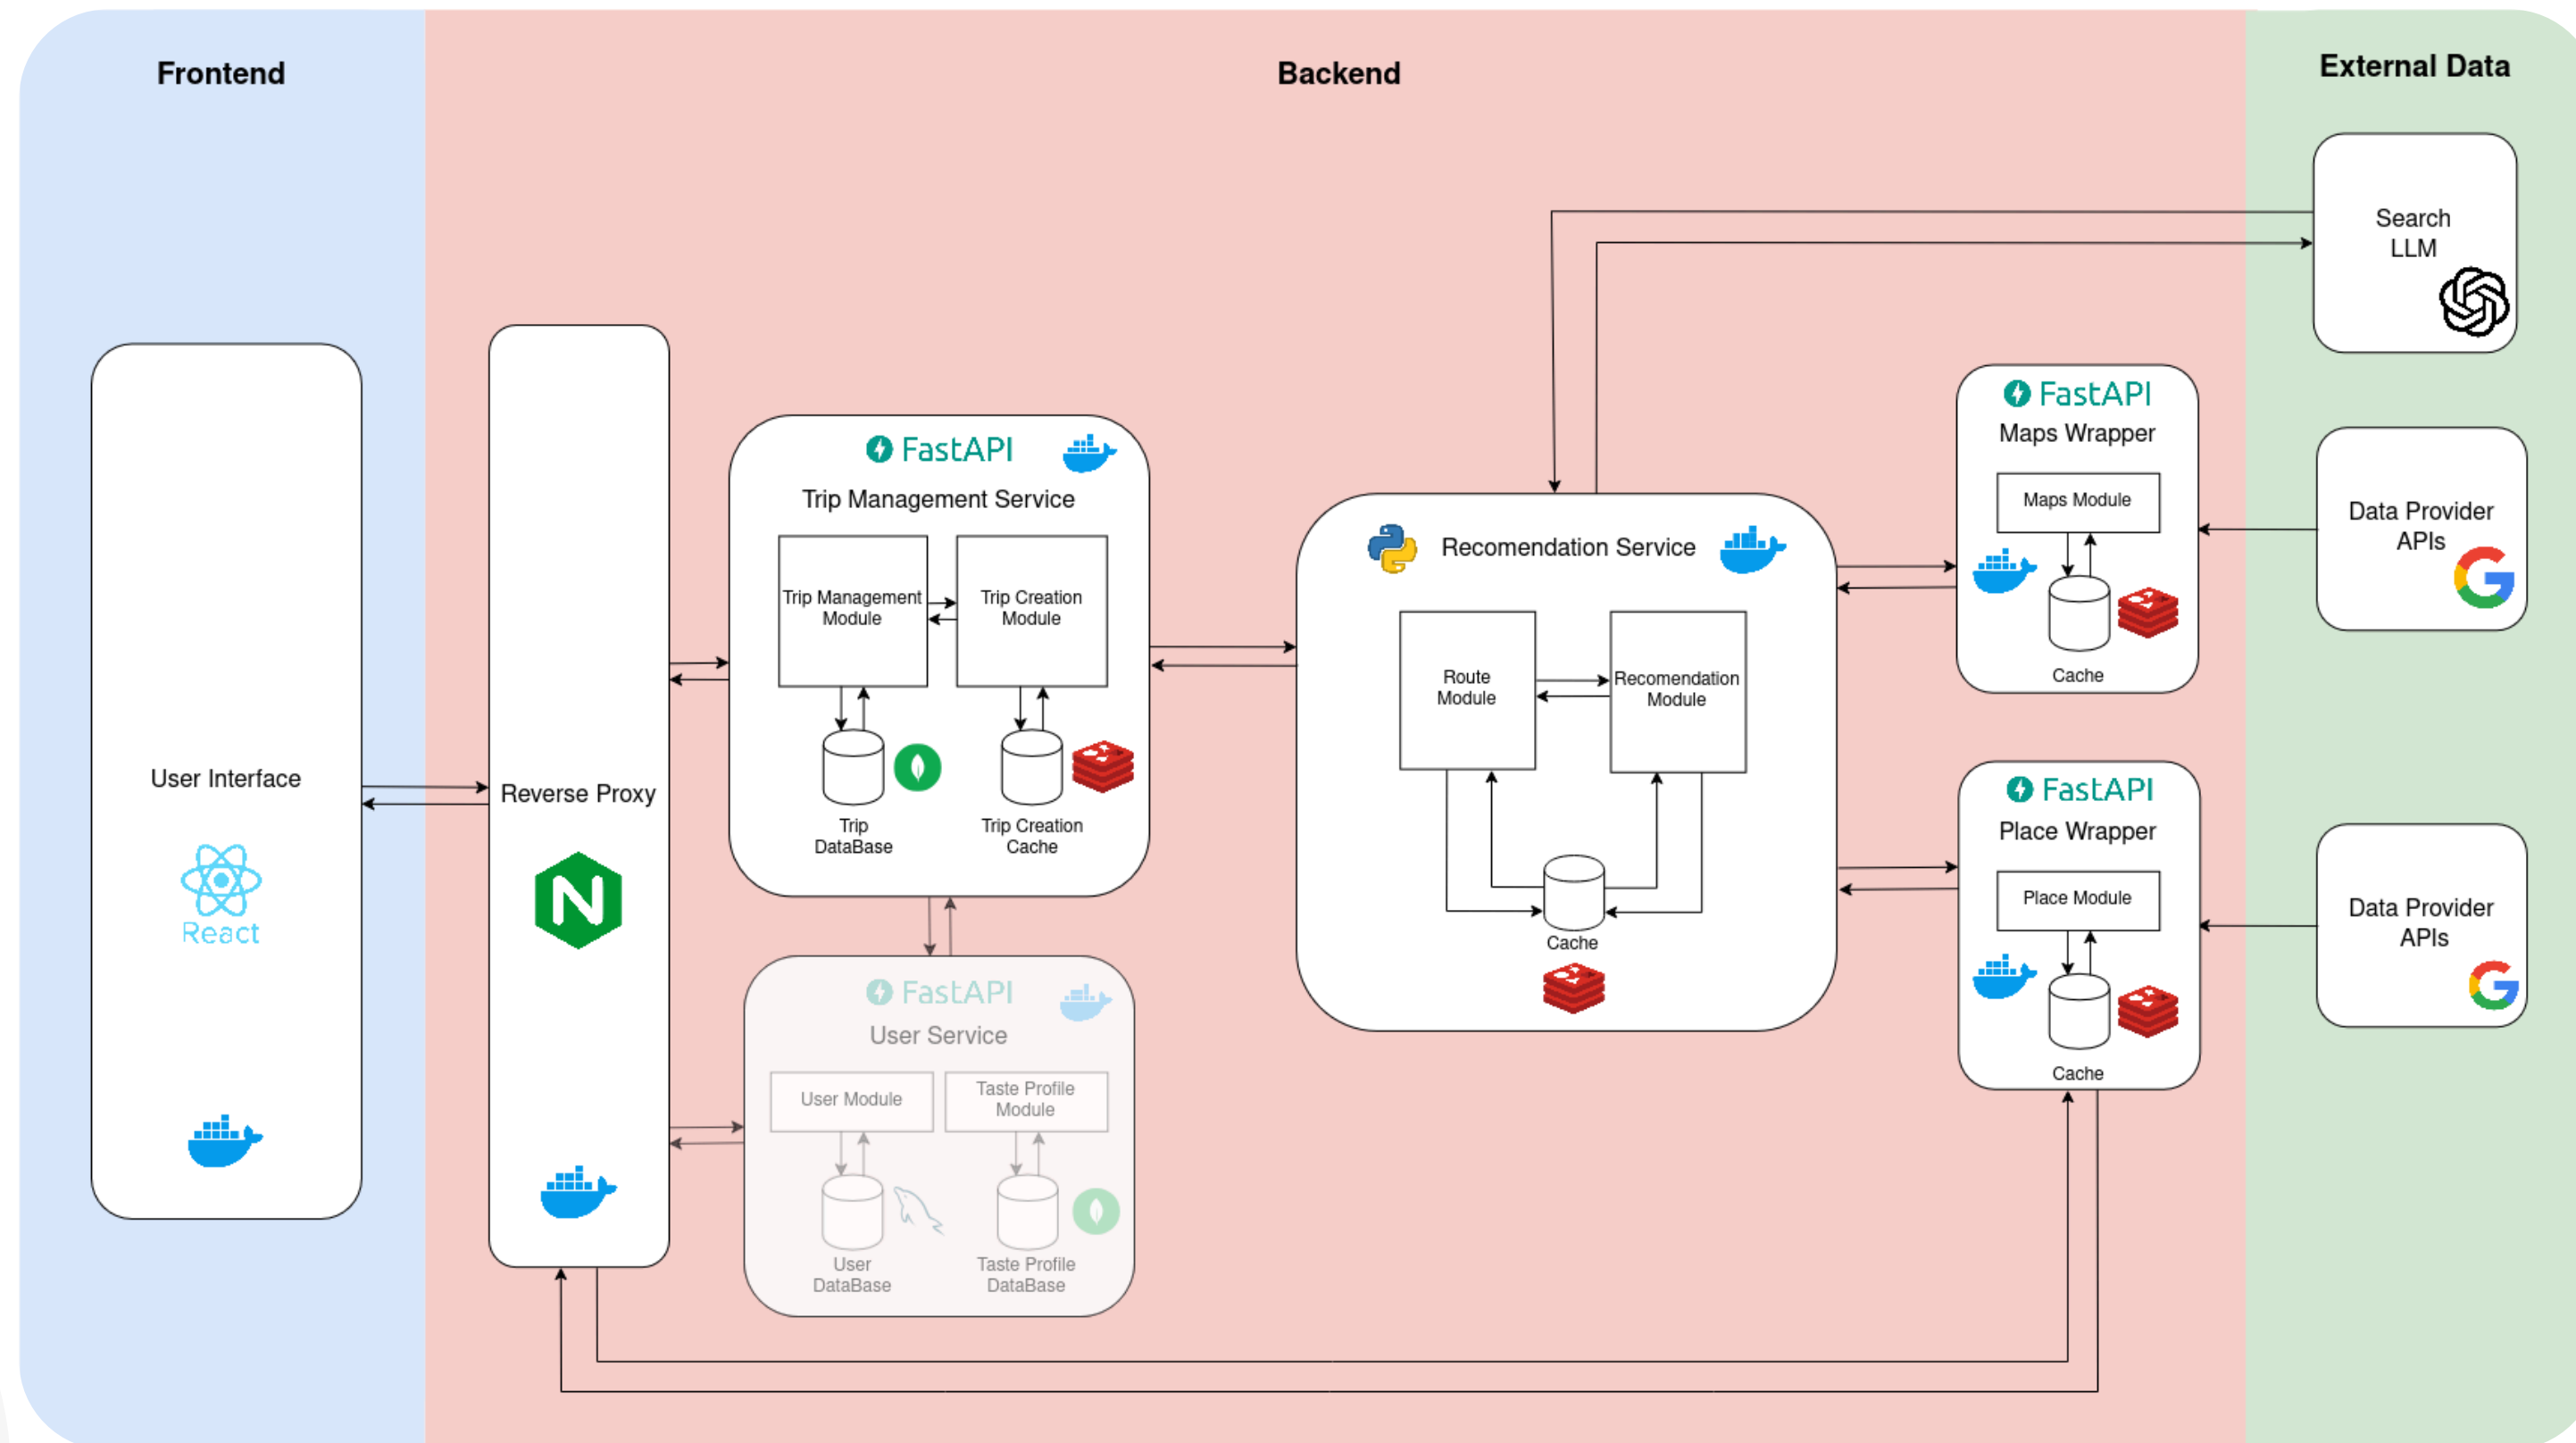 Frontend
Backend
External Data
Search
LLM
FastAPI
Maps Wrapper
Maps Module
Cache
Data Provider
APIs
FastAPI
Trip Management Service
Trip Management
Module
Trip Creation
Module
Trip
DataBase
Trip Creation
Cache
Recomendation Service
Route
Module
Recomendation
Module
Cache
User Interface
React
Reverse Proxy
N
FastAPI
Place Wrapper
Place Module
Cache
Data Provider
APIs
FastAPI
User Service
User Module
Taste Profile
Module
User
DataBase
Taste Profile
DataBase